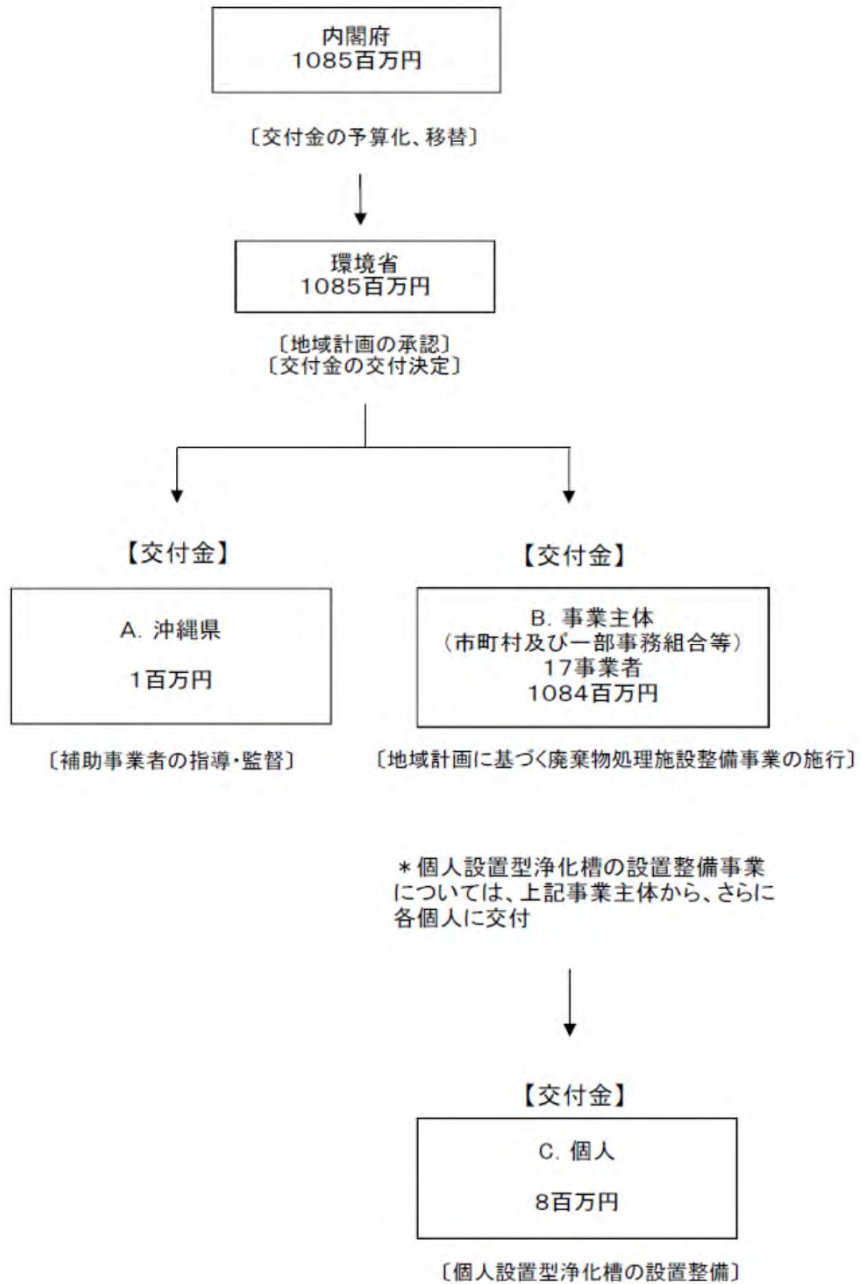 内閣府
1085百万円
〔交付金の予算化、移替〕
環境省
1085百万円
〔地域計画の承認〕
〔交付金の交付決定〕
【交付金】
A. 沖縄県
1百万円
〔補助事業者の指導・監督〕
【交付金】
B. 事業主体
（市町村及び一部事務組合等）
17事業者
1084百万円
〔地域計画に基づく廃棄物処理施設整備事業の施行〕
＊個人設置型浄化槽の設置整備事業
については、上記事業主体から、さらに
各個人に交付
【交付金】
C. 個人
8百万円
〔個人設置型浄化槽の設置整備〕